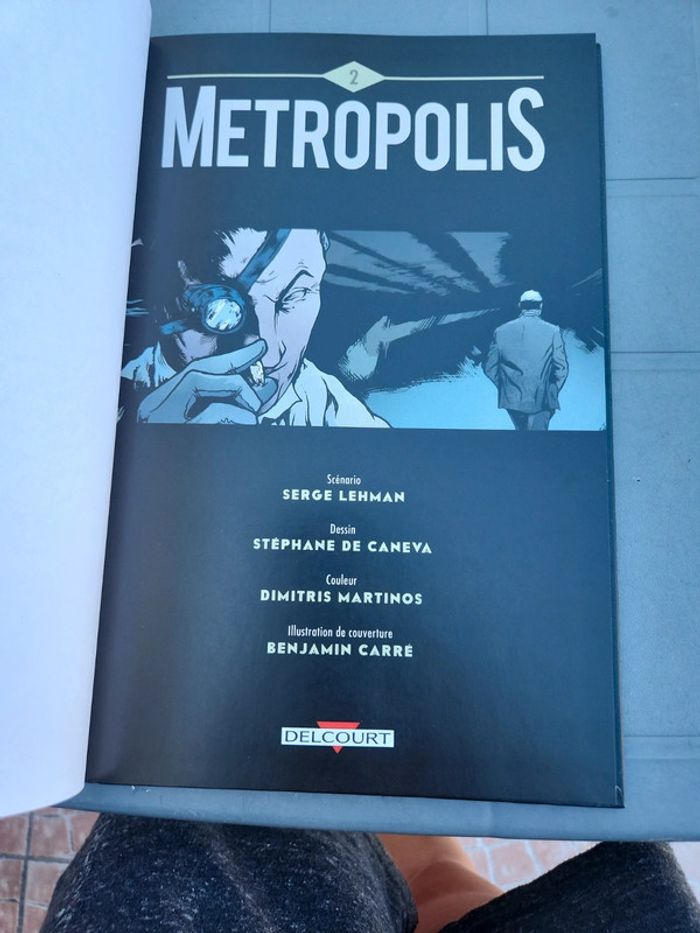 2
METROPOLIS
Scénario
SERGE LEHMAN
Dessin
STÉPHANE DE CANEVA
Couleur
DIMITRIS MARTINOS
Illustration de couverture
BENJAMIN CARRÉ
DELCOURT